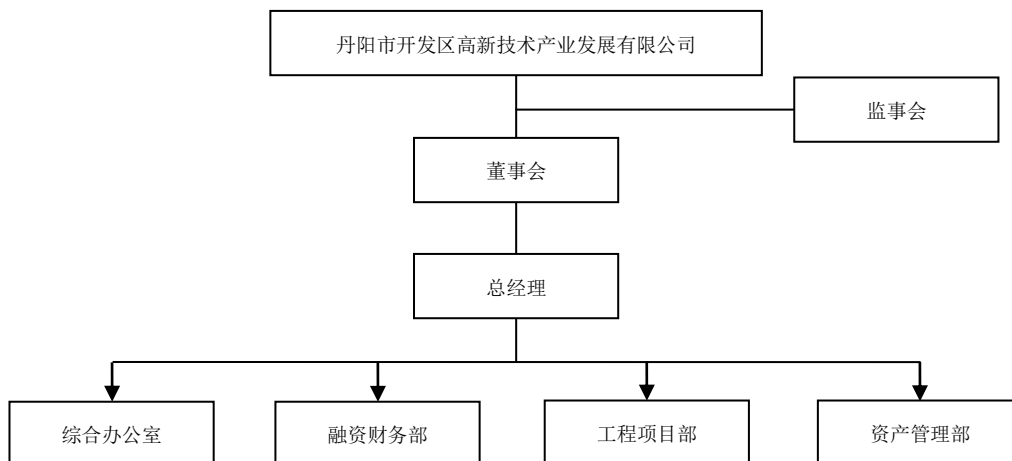 丹阳市开发区高新技术产业发展有限公司
监事会
董事会
总经理
综合办公室
融资财务部
工程项目部
资产管理部